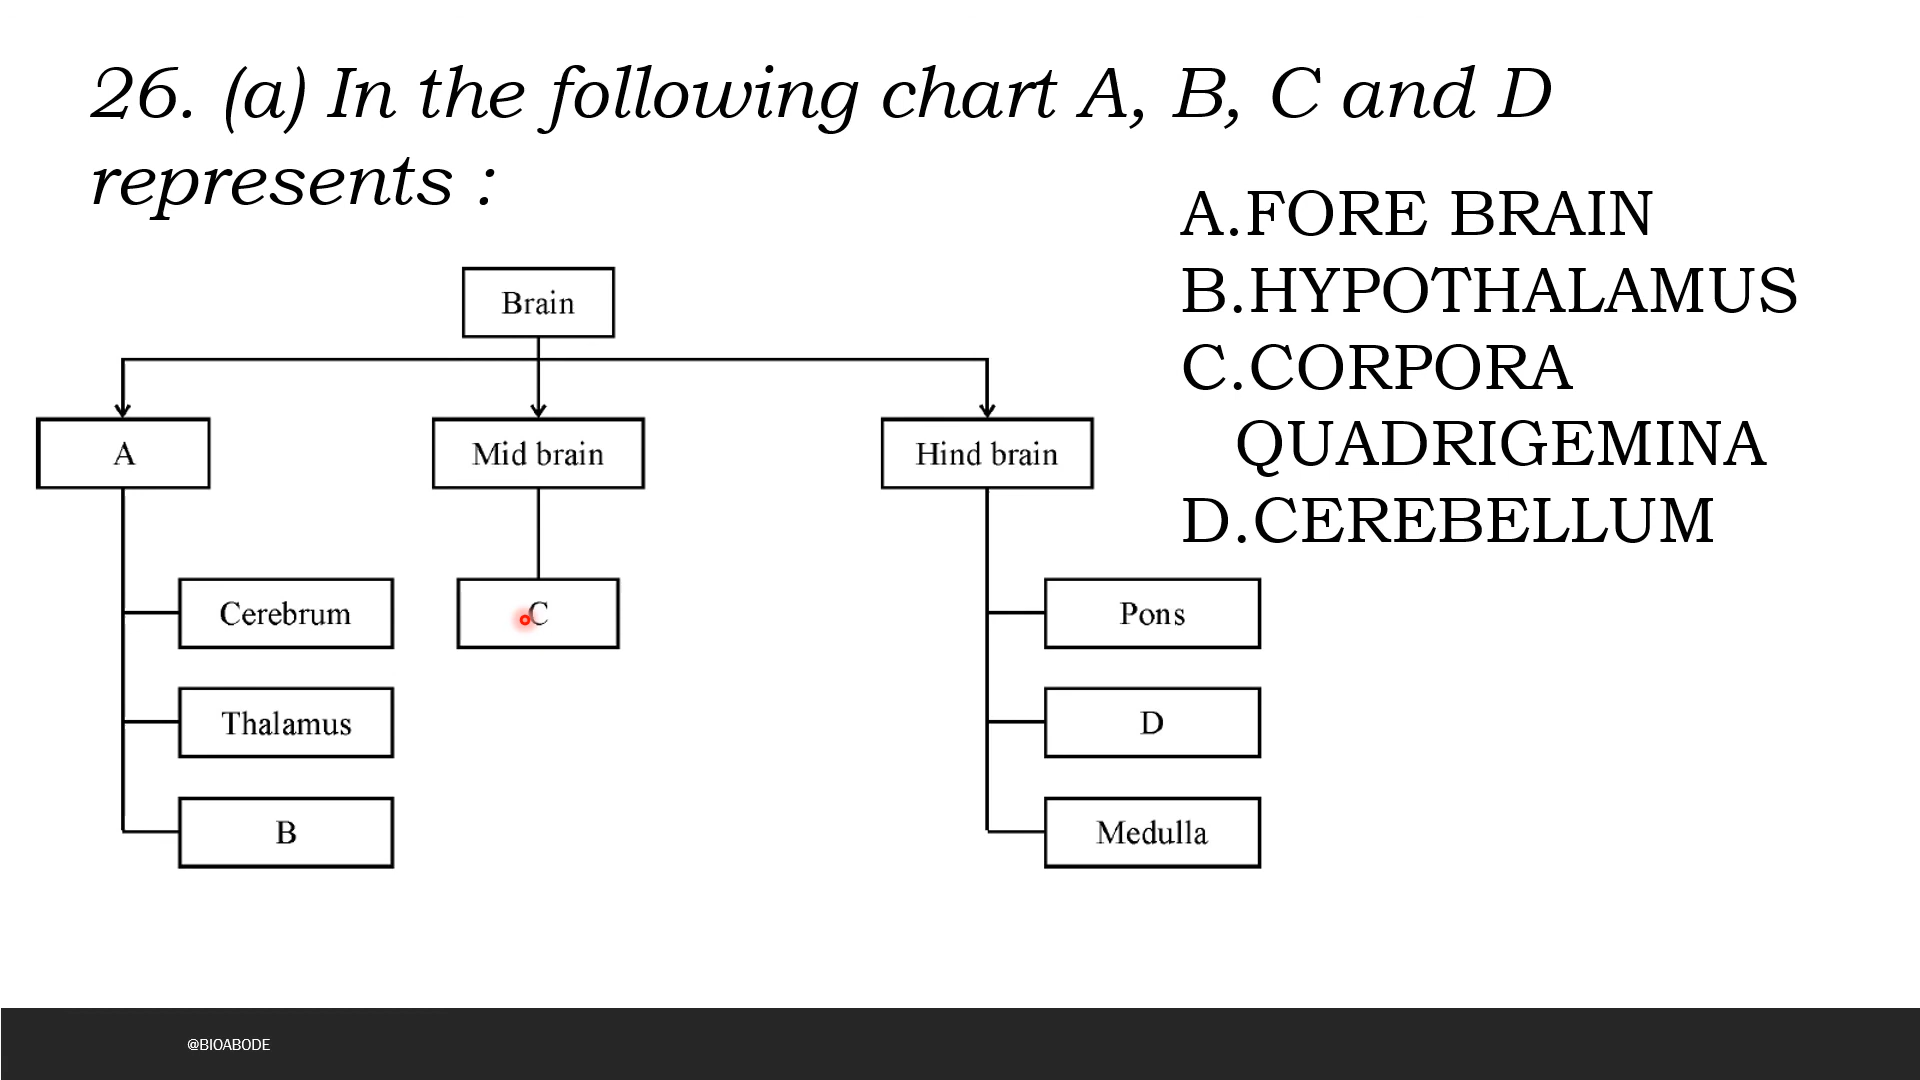 26. (a) In the following chart A, B, C and D
represents :
A.FORE BRAIN
B.HYPOTHALAMUS
C.CORPORA
QUADRIGEMINA
D.CEREBELLUM
Brain
A
Mid brain
Hind brain
Cerebrum
C
Pons
Thalamus
D
B
Medulla
@BIOABODE